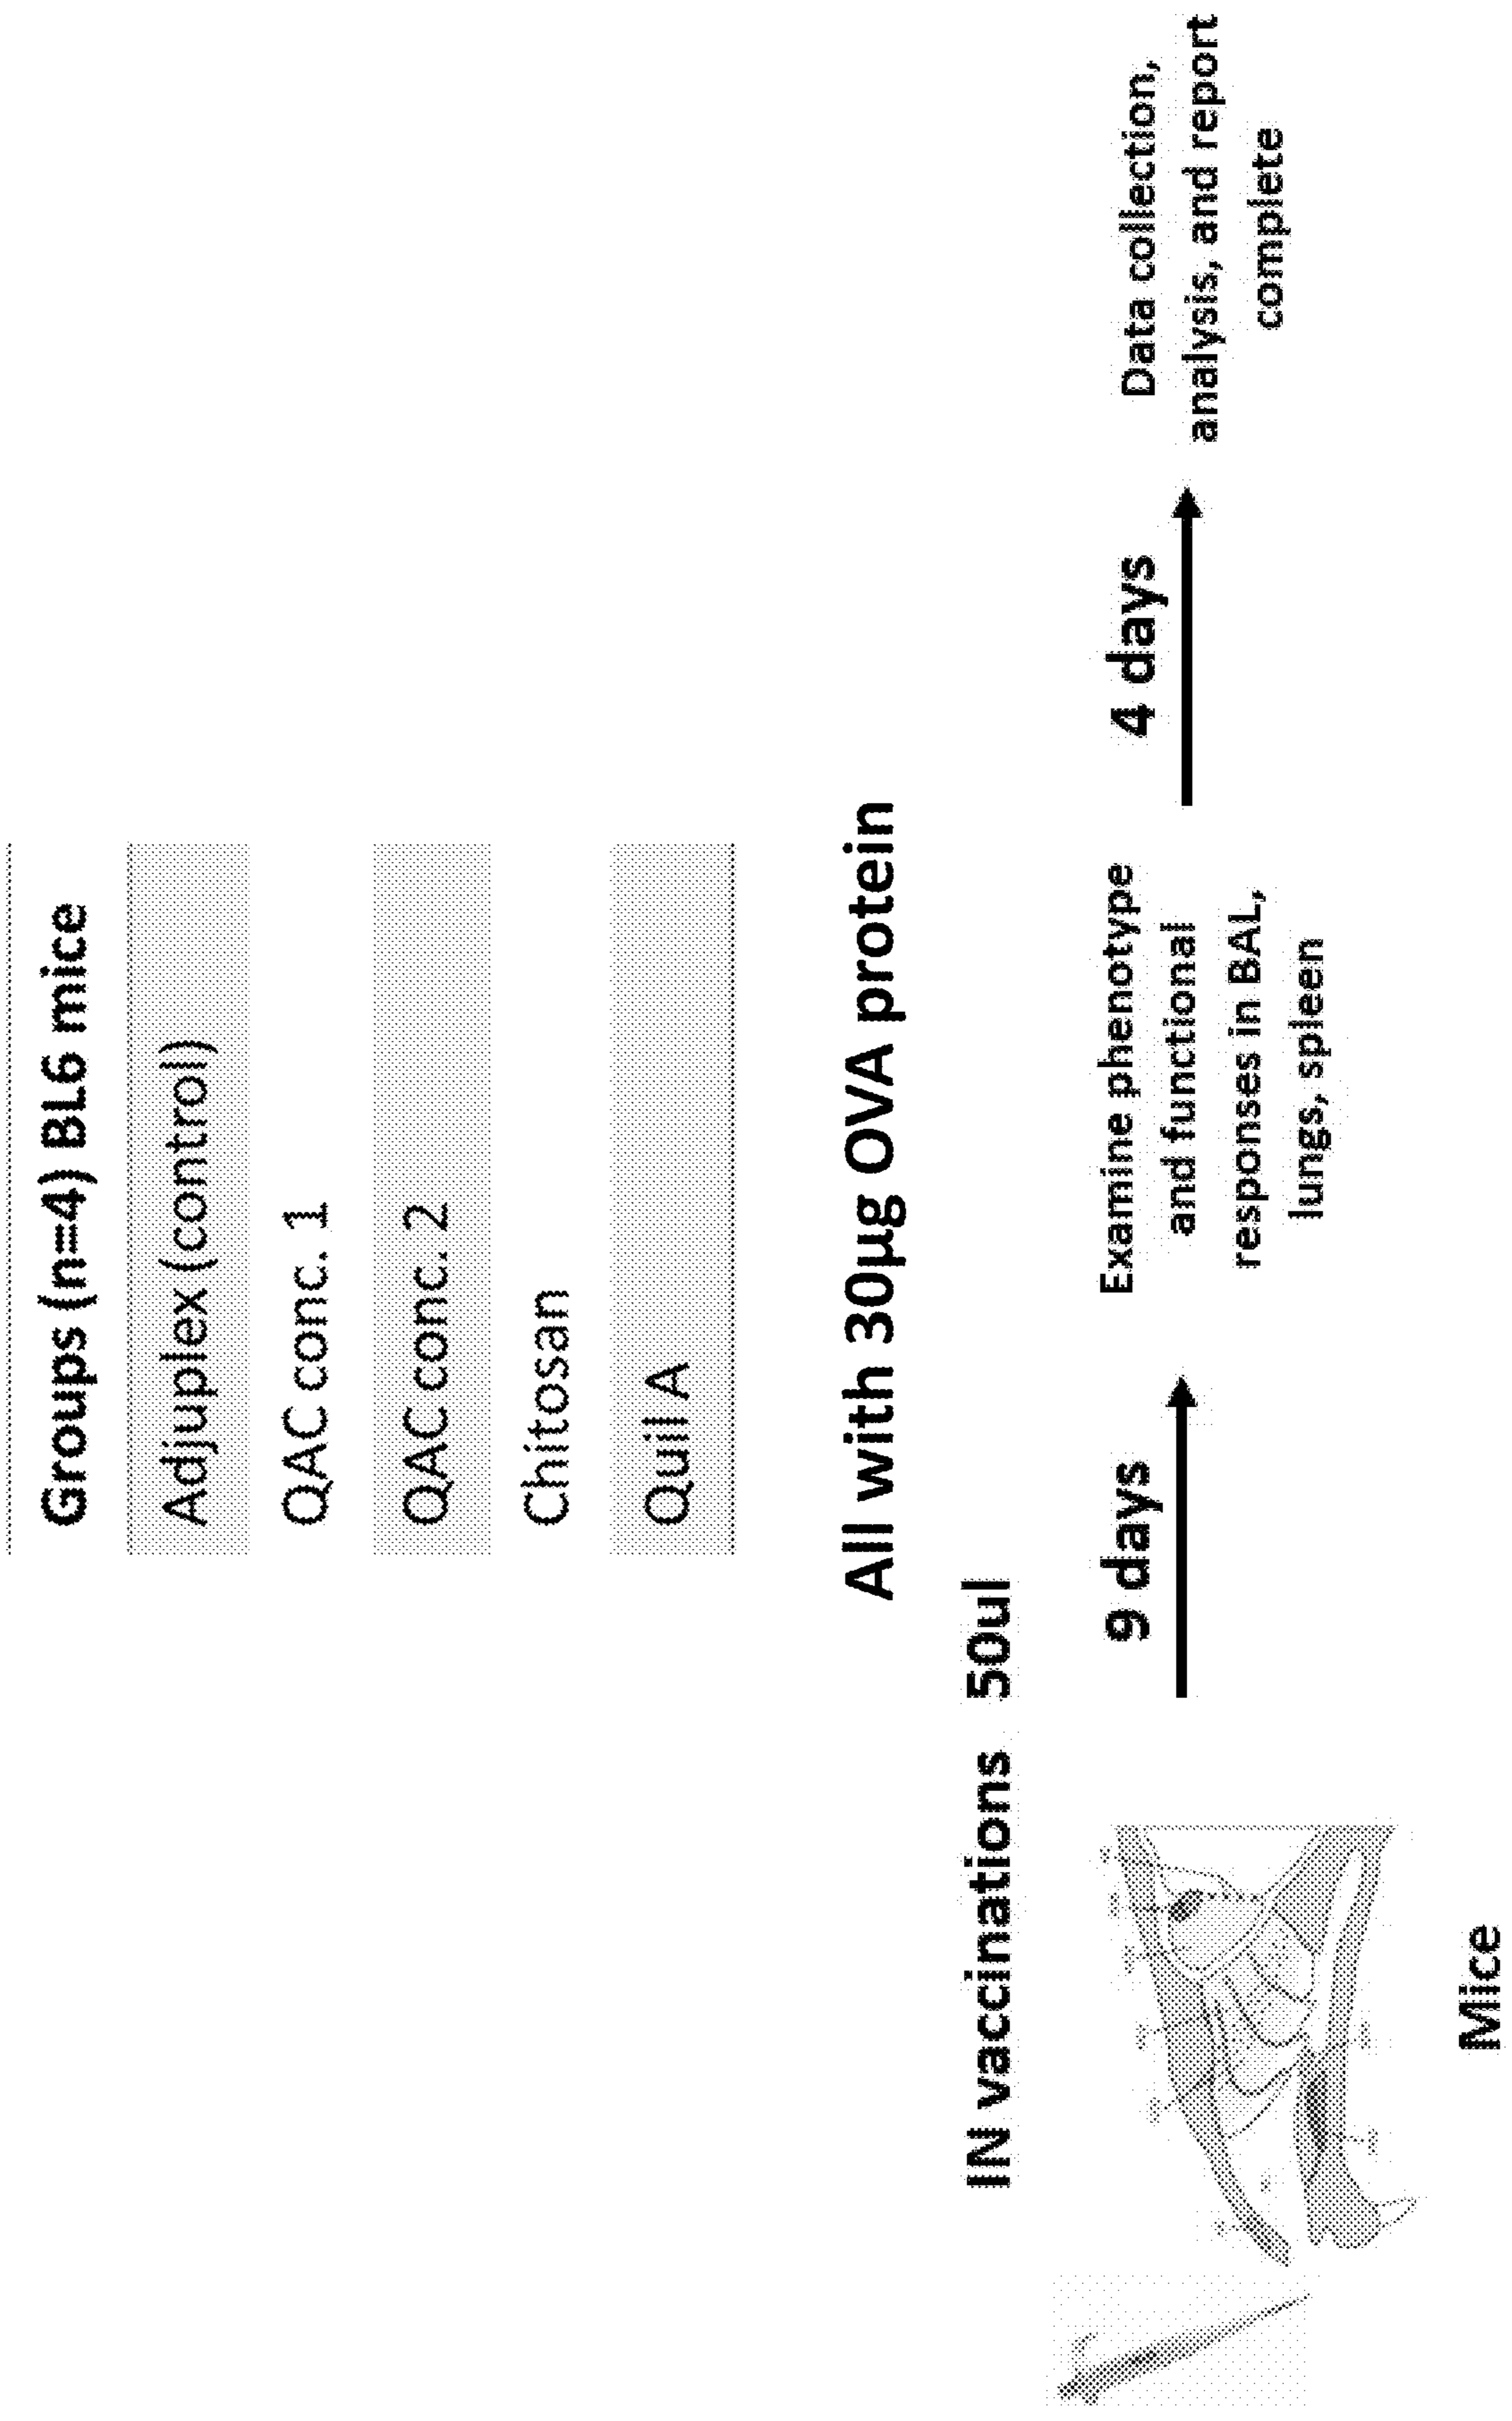 Groups (n=4) BL6 mice
Adjuplex (control)
QAC conc. 1
QAC conc. 2
Chitosan
Quil A
All with 30µg OVA protein
IN vaccinations 50ul
9 days
Examine phenotype
and functional
responses in BAL,
lungs, spleen
4 days
Data collection,
analysis, and report
complete
Mice